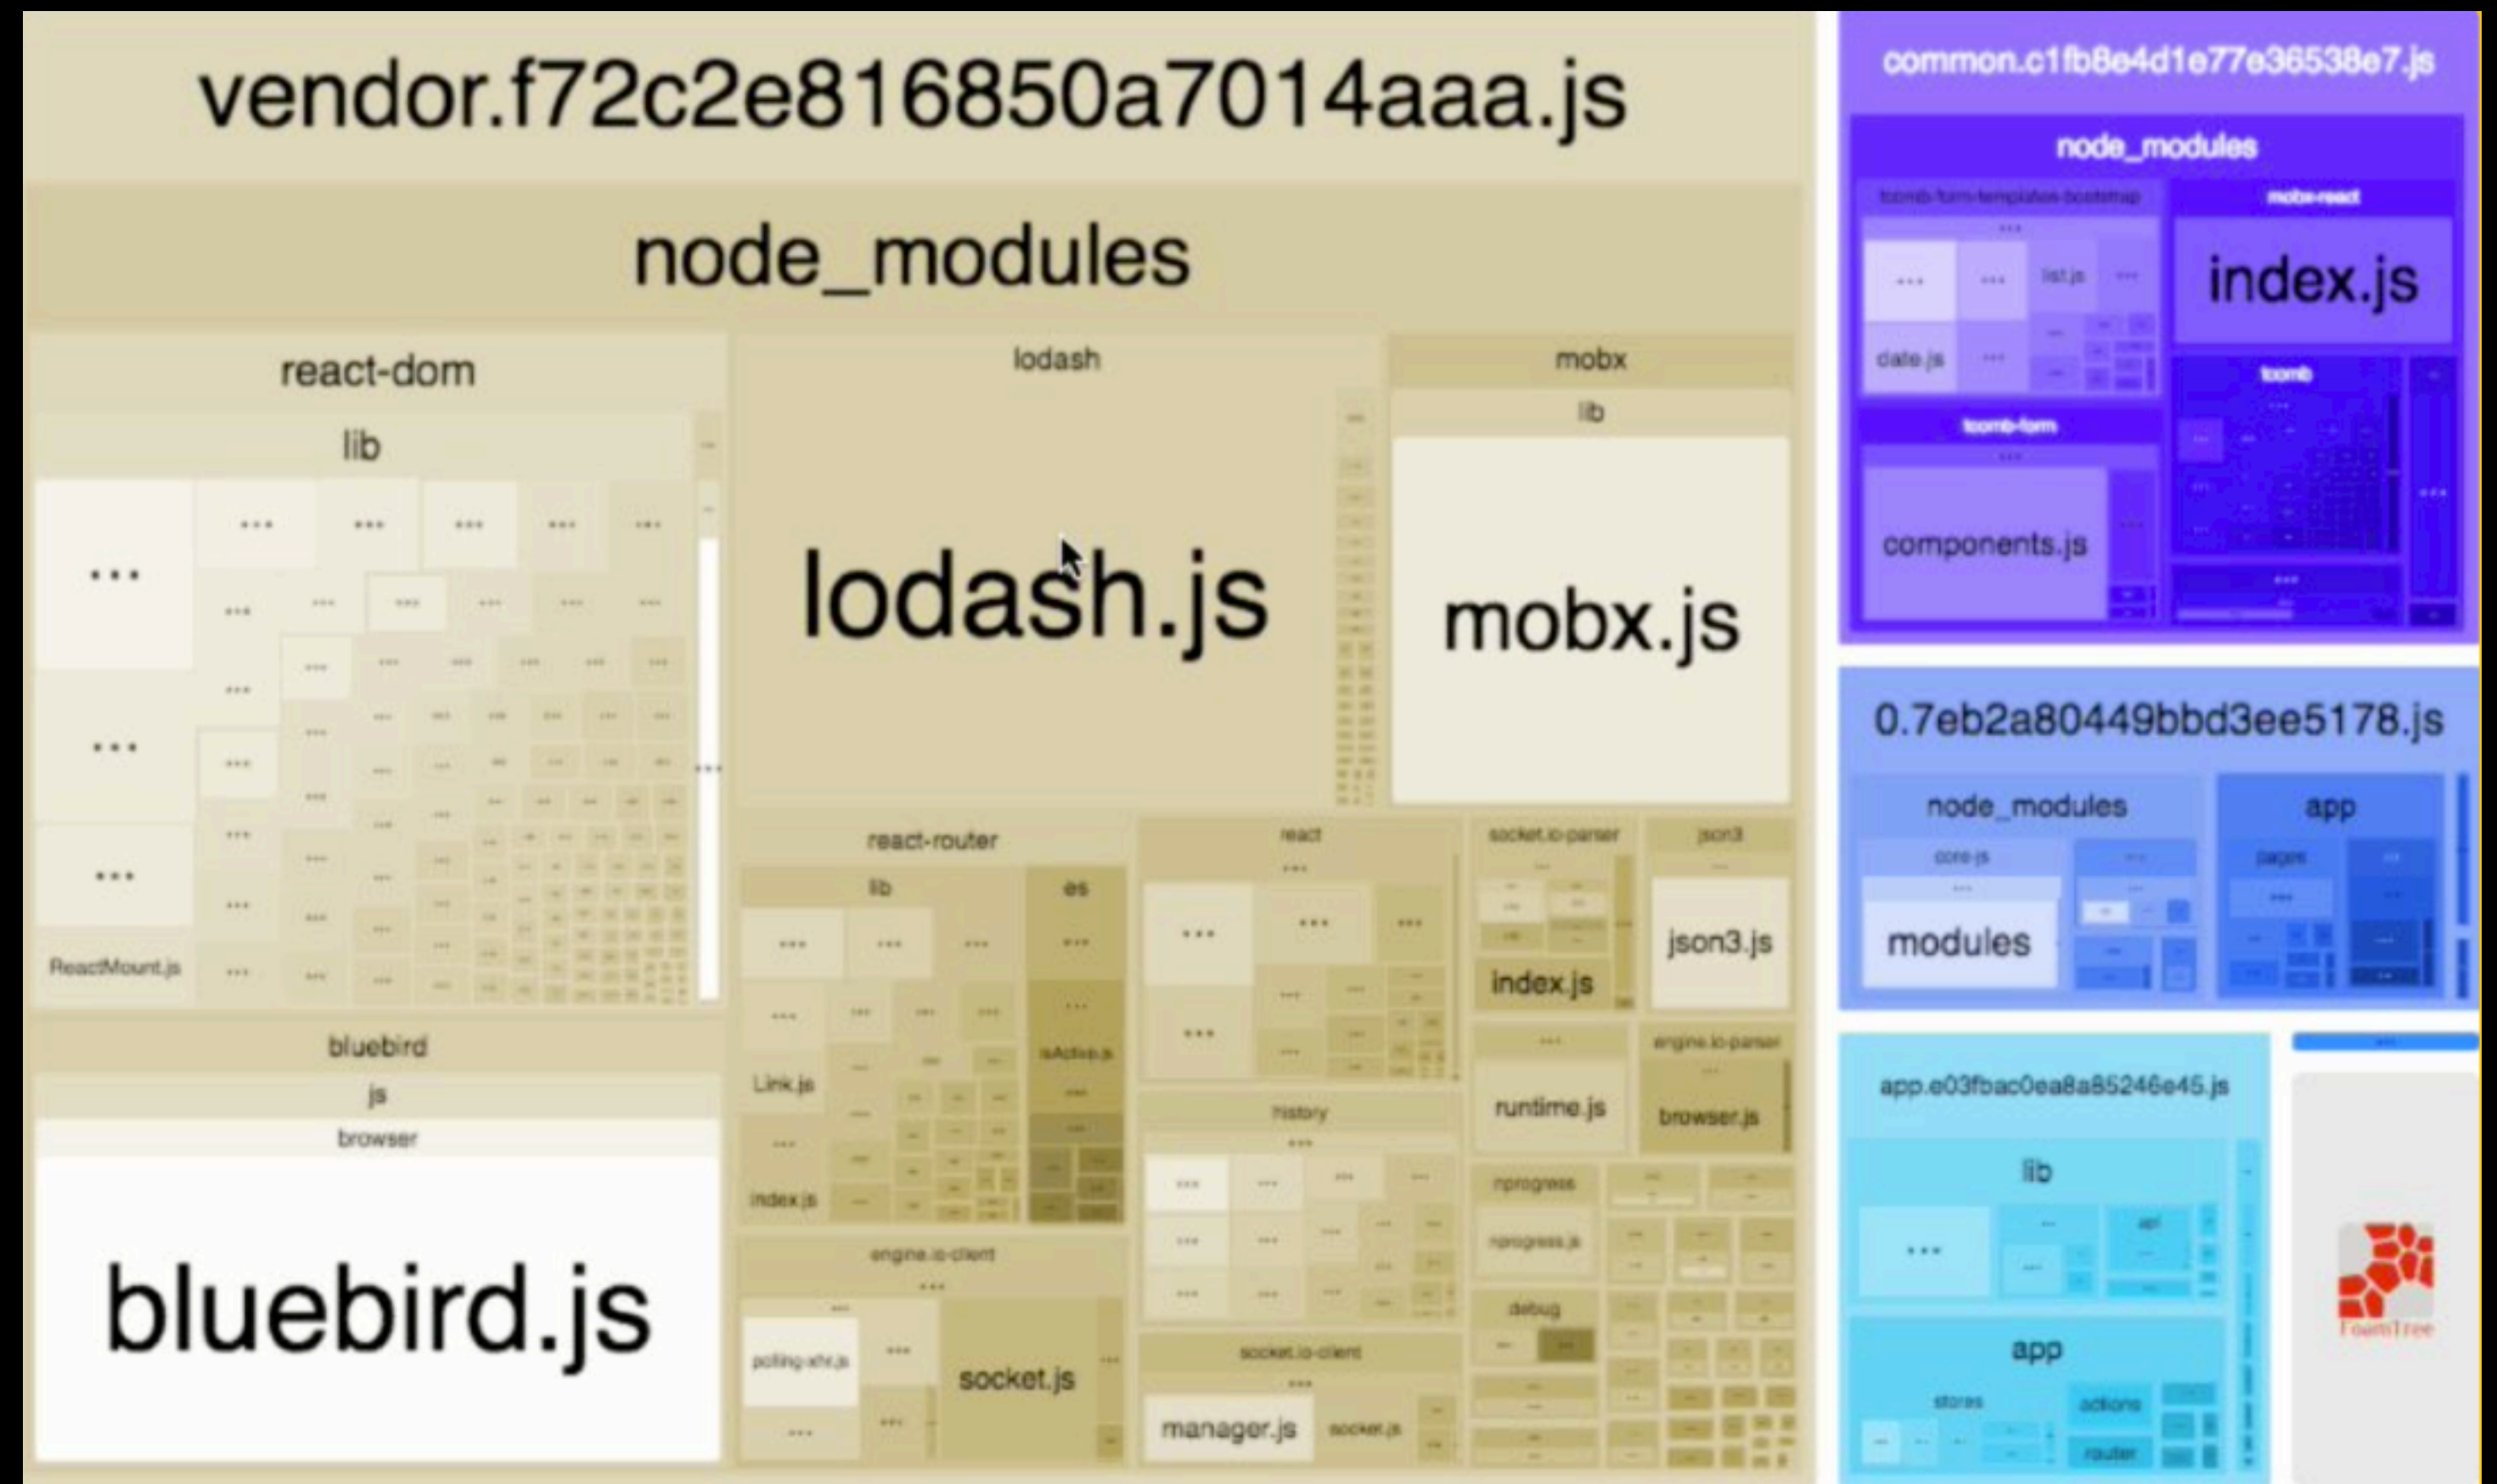 vendor.f72c2e816850a7014aaa.js
node_modules
react-dom
lib
ReactMount.js
bluebird
js
browser
bluebird.js
lodash
lodash.js
mobx
lib
mobx.js
react-router
lib
es
Link.js
index.js
isActive.js
engine.io-client
polling-xhr.js
socket.js
react
history
socket.io-client
manager.js
socket.js
socket.io-parser
index.js
json3
json3.js
runtime.js
engine.io-parser
browser.js
nprogress
nprogress.js
debug
common.c1fb8e4d1e77e36538e7.js
node_modules
tcomb-form-templates-bootstrap
list.js
date.js
mobx-react
index.js
tcomb-form
components.js
tcomb
0.7eb2a80449bbd3ee5178.js
node_modules
core-js
modules
app
pages
app.e03fbac0ea8a85246e45.js
lib
api
app
stores
actions
router
FoamTree